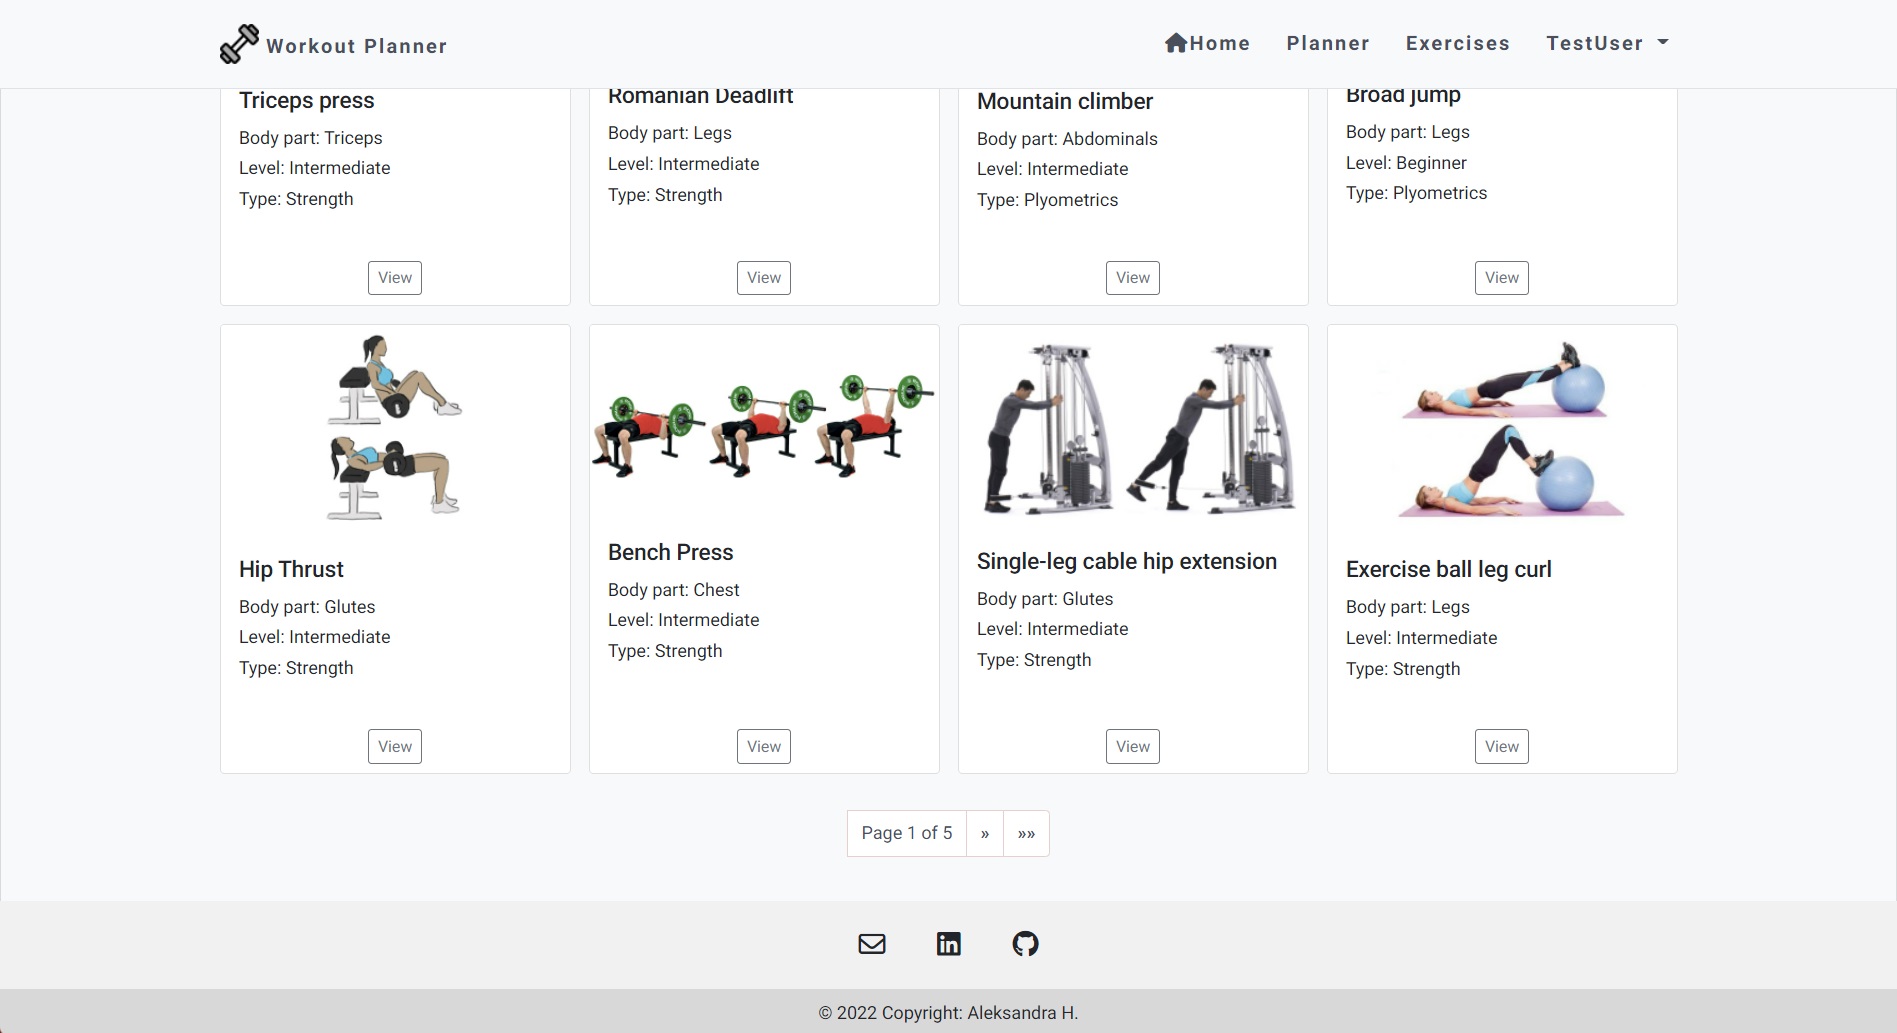 Workout Planner
Home
Planner
Exercises
TestUser
Triceps press
Body part: Triceps
Level: Intermediate
Type: Strength
View
Romanian Deadlift
Body part: Legs
Level: Intermediate
Type: Strength
View
Mountain climber
Body part: Abdominals
Level: Intermediate
Type: Plyometrics
View
Broad jump
Body part: Legs
Level: Beginner
Type: Plyometrics
View
Hip Thrust
Body part: Glutes
Level: Intermediate
Type: Strength
View
Bench Press
Body part: Chest
Level: Intermediate
Type: Strength
View
Single-leg cable hip extension
Body part: Glutes
Level: Intermediate
Type: Strength
View
Exercise ball leg curl
Body part: Legs
Level: Intermediate
Type: Strength
View
Page 1 of 5 » »»
© 2022 Copyright: Aleksandra H.